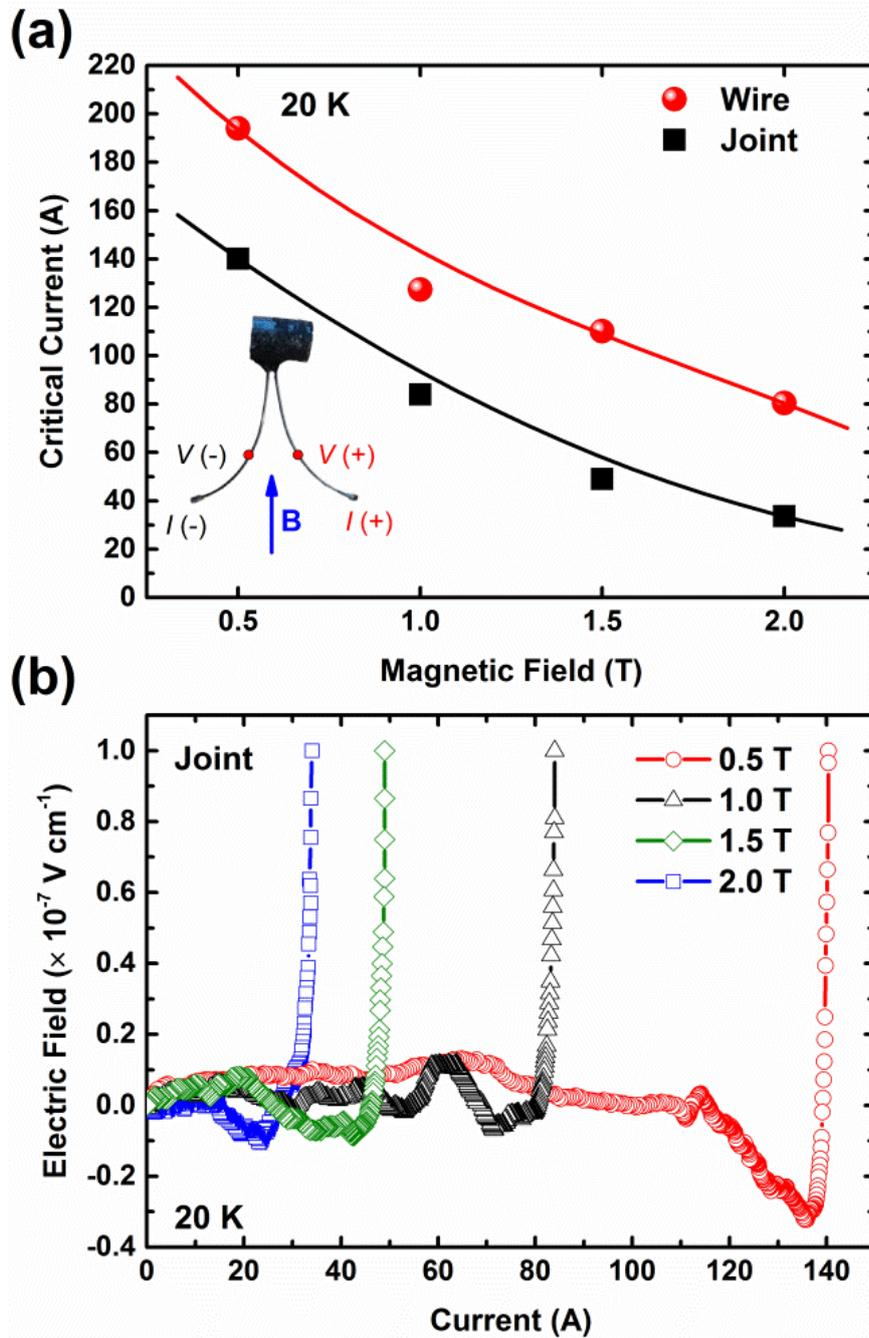 (a)
220
200
180
160
140
120
100
80
60
40
20
0
Critical Current (A)
20 K
Wire
Joint
V (-)
V (+)
I (-)
B
I (+)
0.5
1.0
1.5
2.0
Magnetic Field (T)
(b)
1.0
0.8
0.6
0.4
0.2
0.0
-0.2
-0.4
Electric Field (× 10⁻⁷ V cm⁻¹)
Joint
0.5 T
1.0 T
1.5 T
2.0 T
20 K
0
20
40
60
80
100
120
140
Current (A)